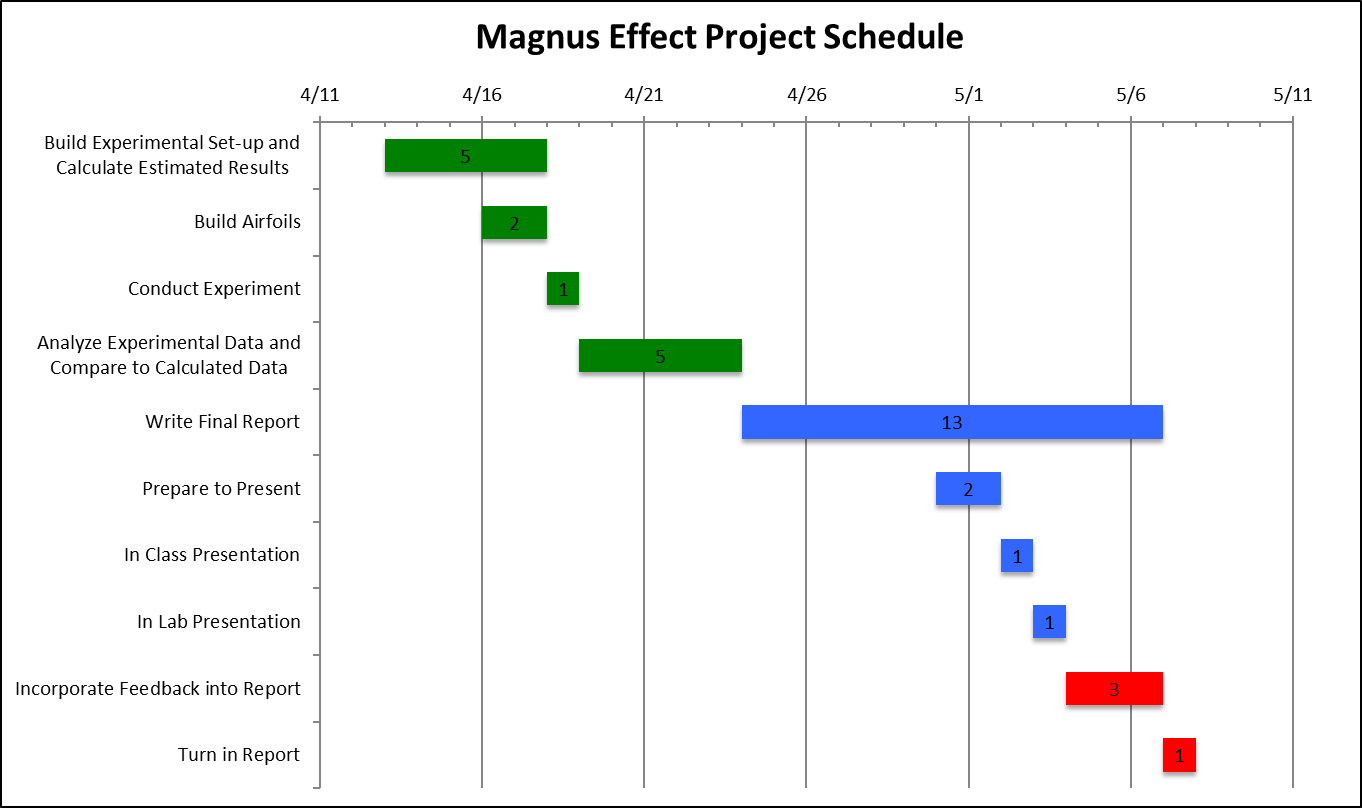 Magnus Effect Project Schedule
4/11 4/16 4/21 4/26 5/1 5/6 5/11
Build Experimental Set-up and
Calculate Estimated Results
5
Build Airfoils
2
Conduct Experiment
1
Analyze Experimental Data and
Compare to Calculated Data
5
Write Final Report
13
Prepare to Present
2
In Class Presentation
1
In Lab Presentation
1
Incorporate Feedback into Report
3
Turn in Report
1